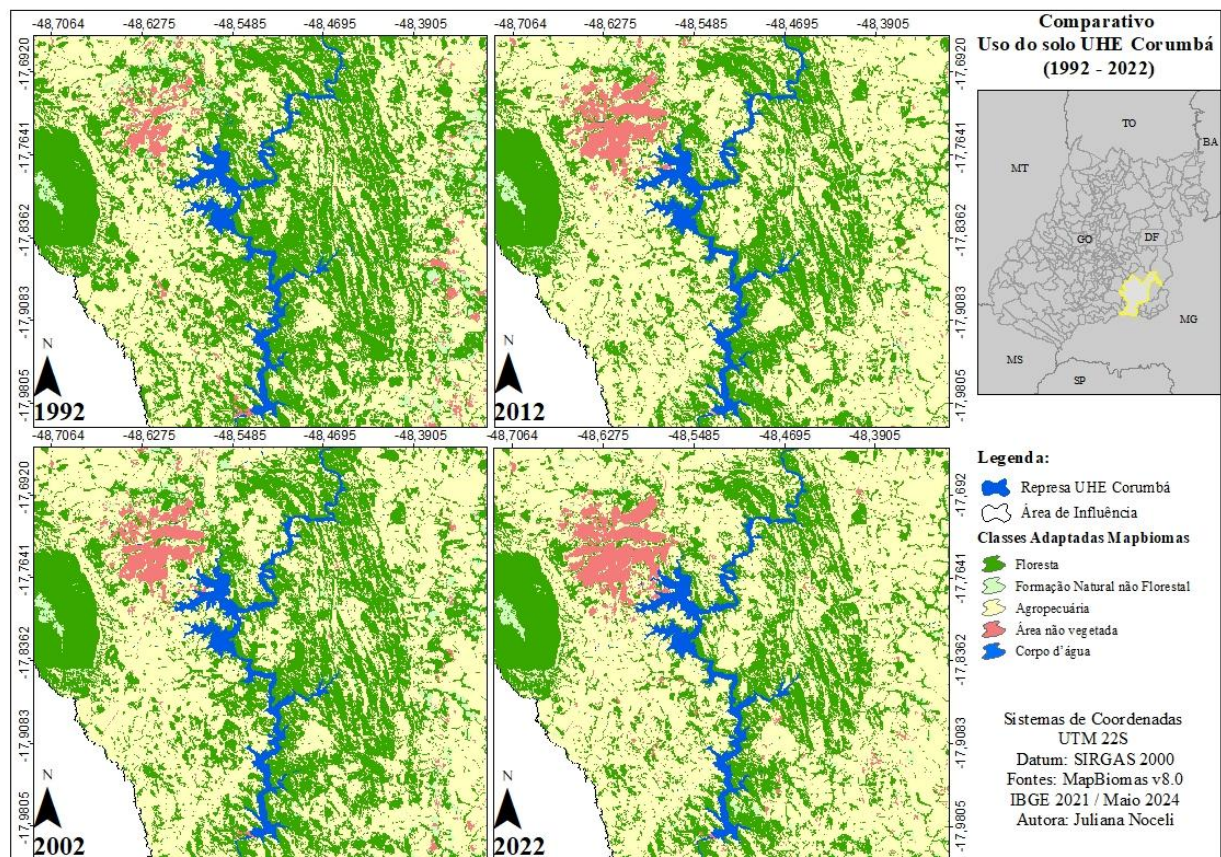 -48,7064 -48,6275 -48,5485 -48,4695 -48,3905
-17,6920
-17,7641
-17,8362
-17,9083
-17,9805
N
1992
-48,7064 -48,6275 -48,5485 -48,4695 -48,3905
-17,6920
-17,7641
-17,8362
-17,9083
-17,9805
N
2012
-48,7064 -48,6275 -48,5485 -48,4695 -48,3905
-17,6920
-17,7641
-17,8362
-17,9083
-17,9805
N
2002
-48,7064 -48,6275 -48,5485 -48,4695 -48,3905
-17,692
-17,7641
-17,8362
-17,9083
-17,9805
N
2022
Comparativo
Uso do solo UHE Corumbá
(1992 - 2022)
TO
BA
MT
GO
DF
MG
MS
SP
Legenda:
Represa UHE Corumbá
Área de Influência
Classes Adaptadas Mapbiomas
Floresta
Formação Natural não Florestal
Agropecuária
Área não vegetada
Corpo d’água
Sistemas de Coordenadas
UTM 22S
Datum: SIRGAS 2000
Fontes: MapBiomas v8.0
IBGE 2021 / Maio 2024
Autora: Juliana Noceli